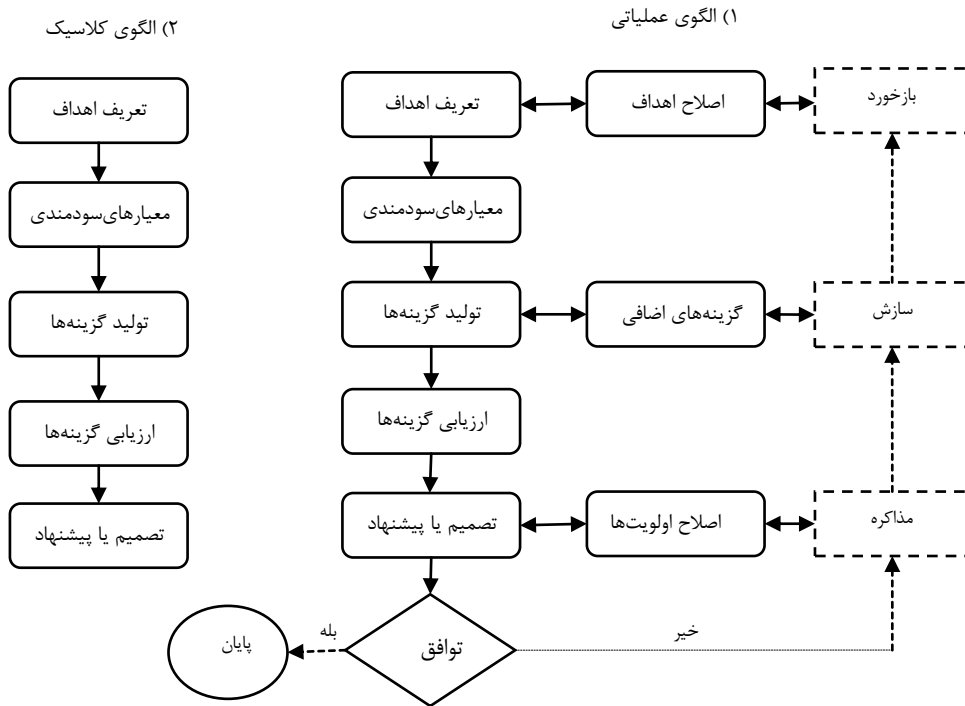 ۱) الگوی عملیاتی
۲) الگوی کلاسیک
بازخورد
اصلاح اهداف
تعریف اهداف
تعریف اهداف
معیارهای‌سودمندی
معیارهای‌سودمندی
سازش
گزینه‌های اضافی
تولید گزینه‌ها
تولید گزینه‌ها
ارزیابی گزینه‌ها
ارزیابی گزینه‌ها
مذاکره
اصلاح اولویت‌ها
تصمیم یا پیشنهاد
تصمیم یا پیشنهاد
خیر
توافق
بله
پایان